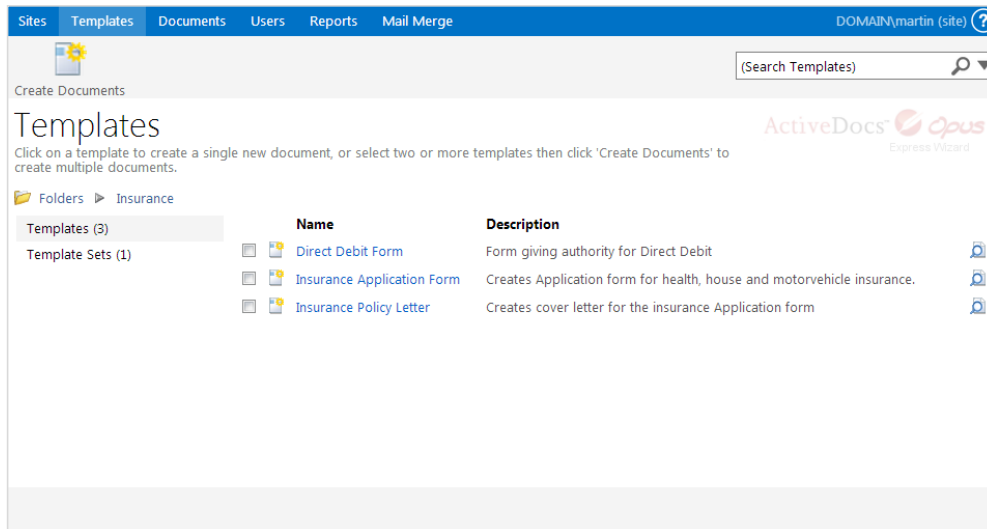 Sites Templates Documents Users Reports Mail Merge DOMAIN\martin (site) ?
Create Documents
(Search Templates)
Templates
ActiveDocs Opus
Express Wizard
Click on a template to create a single new document, or select two or more templates then click 'Create Documents' to
create multiple documents.
Folders Insurance
Templates (3)
Template Sets (1)
Name Description
Direct Debit Form Form giving authority for Direct Debit
Insurance Application Form Creates Application form for health, house and motorvehicle insurance.
Insurance Policy Letter Creates cover letter for the insurance Application form